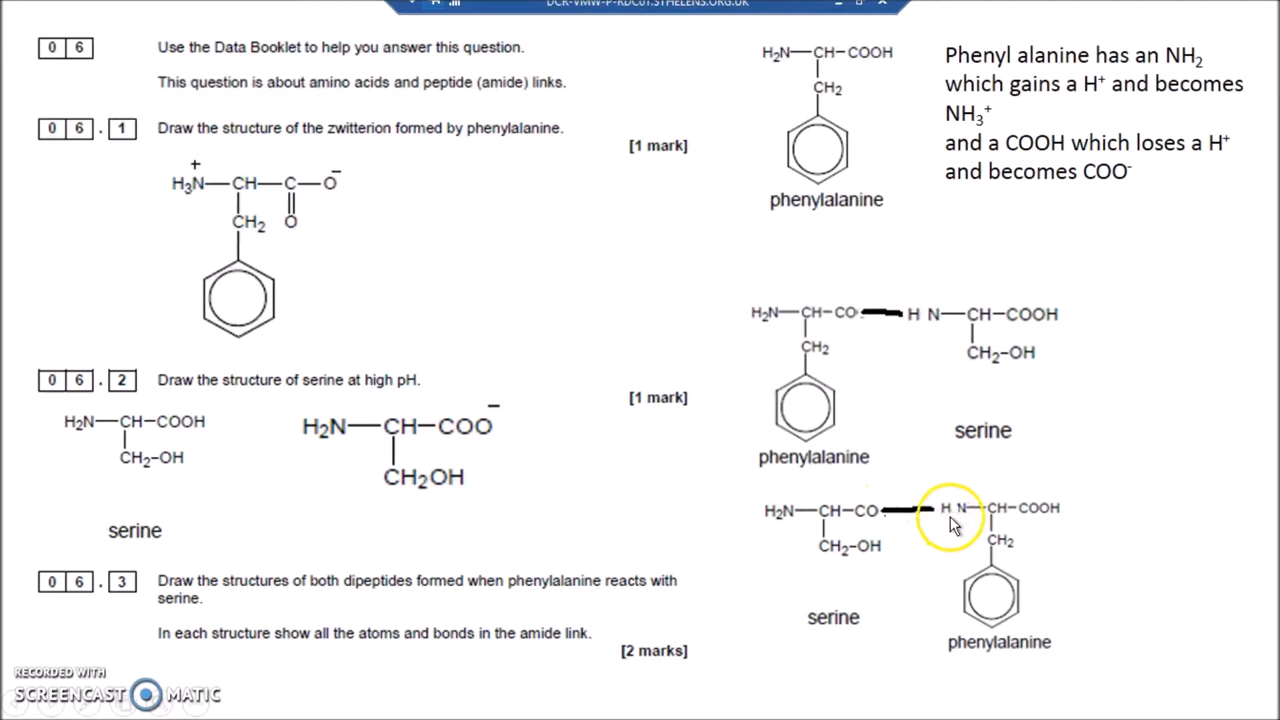 DCR-VMW-P-RDC01.STHELENS.ORG.UK
0 6 Use the Data Booklet to help you answer this question.
This question is about amino acids and peptide (amide) links.
0 6 . 1 Draw the structure of the zwitterion formed by phenylalanine.
[1 mark]
+
H3N—CH—C—O−
CH2 O
H2N—CH—COOH
CH2
phenylalanine
Phenyl alanine has an NH2
which gains a H+ and becomes
NH3+
and a COOH which loses a H+
and becomes COO-
0 6 . 2 Draw the structure of serine at high pH.
[1 mark]
H2N—CH—COOH
CH2—OH
serine
H2N—CH—COO−
CH2OH
H2N—CH—CO H N—CH—COOH
CH2 CH2—OH
phenylalanine serine
H2N—CH—CO H N—CH—COOH
CH2—OH CH2
serine phenylalanine
0 6 . 3 Draw the structures of both dipeptides formed when phenylalanine reacts with
serine.
In each structure show all the atoms and bonds in the amide link.
[2 marks]
RECORDED WITH
SCREENCAST MATIC